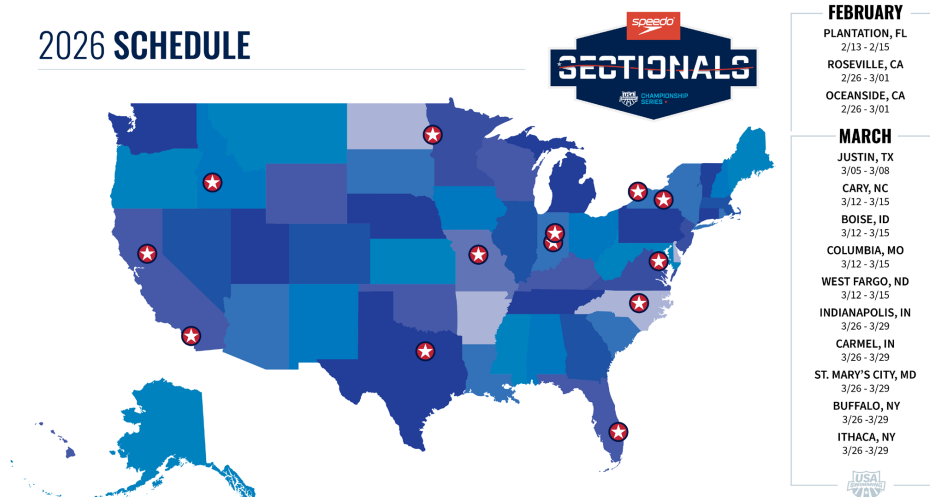 2026 SCHEDULE
speedo
SECTIONALS
USA
SWIMMING
CHAMPIONSHIP
SERIES
FEBRUARY
PLANTATION, FL
2/13 - 2/15
ROSEVILLE, CA
2/26 - 3/01
OCEANSIDE, CA
2/26 - 3/01
MARCH
JUSTIN, TX
3/05 - 3/08
CARY, NC
3/12 - 3/15
BOISE, ID
3/12 - 3/15
COLUMBIA, MO
3/12 - 3/15
WEST FARGO, ND
3/12 - 3/15
INDIANAPOLIS, IN
3/26 - 3/29
CARMEL, IN
3/26 - 3/29
ST. MARY'S CITY, MD
3/26 - 3/29
BUFFALO, NY
3/26 -3/29
ITHACA, NY
3/26 -3/29
USA
SWIMMING